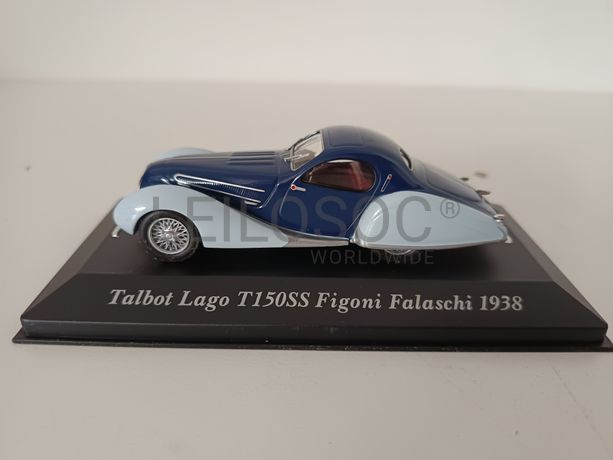 LEILOSOC®
WORLDWIDE
Talbot Lago T150SS Figoni Falaschi 1938